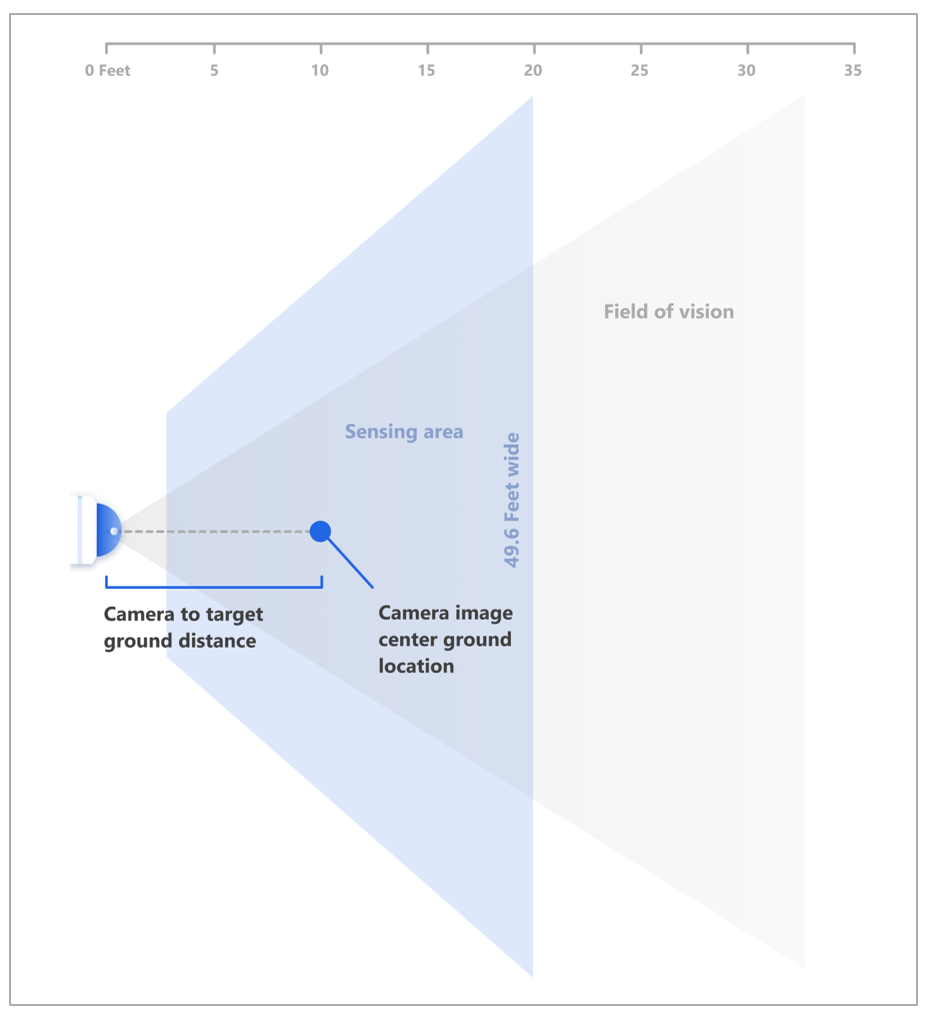 0 Feet 5 10 15 20 25 30 35
Field of vision
Sensing area
49.6 Feet wide
Camera to target
ground distance
Camera image
center ground
location